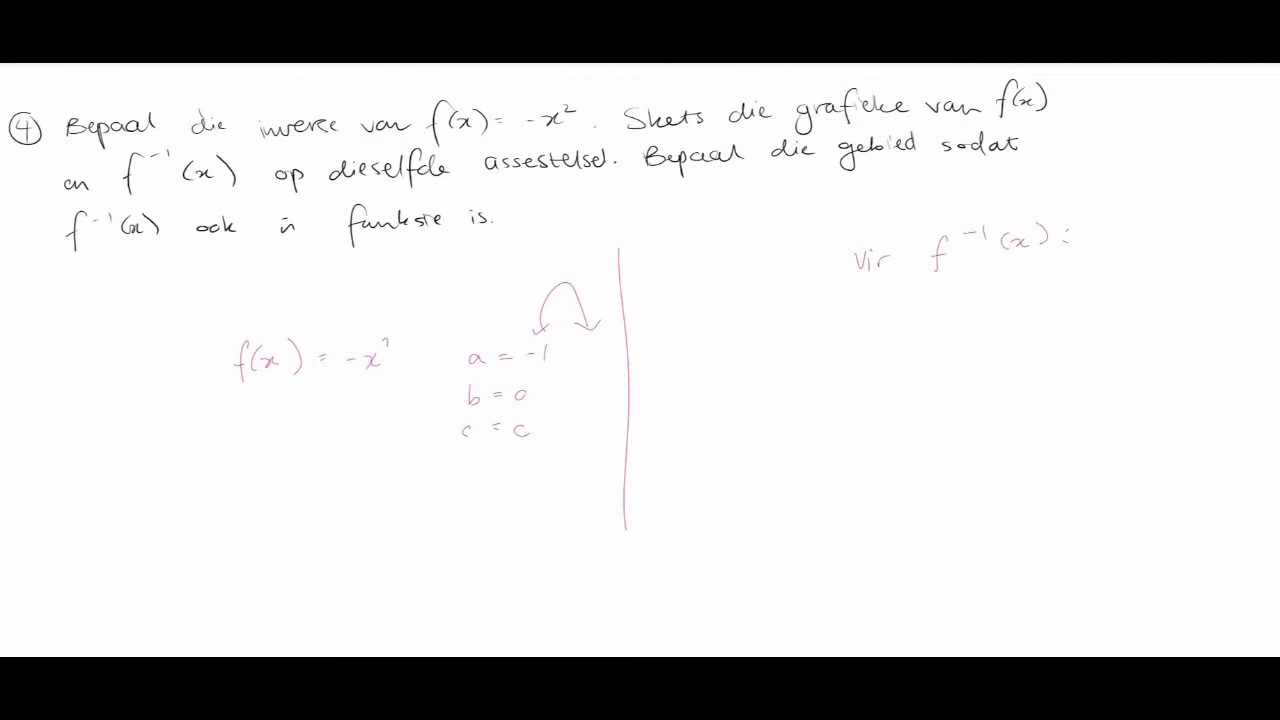 ④ Bepaal die inverse van f(x) = -x². Skets die grafieke van f(x)
en f⁻¹(x) op dieselfde assestelsel. Bepaal die gebied sodat
f⁻¹(x) ook 'n funksie is.
Vir f⁻¹(x):
f(x) = -x² a = -1
b = 0
c = c